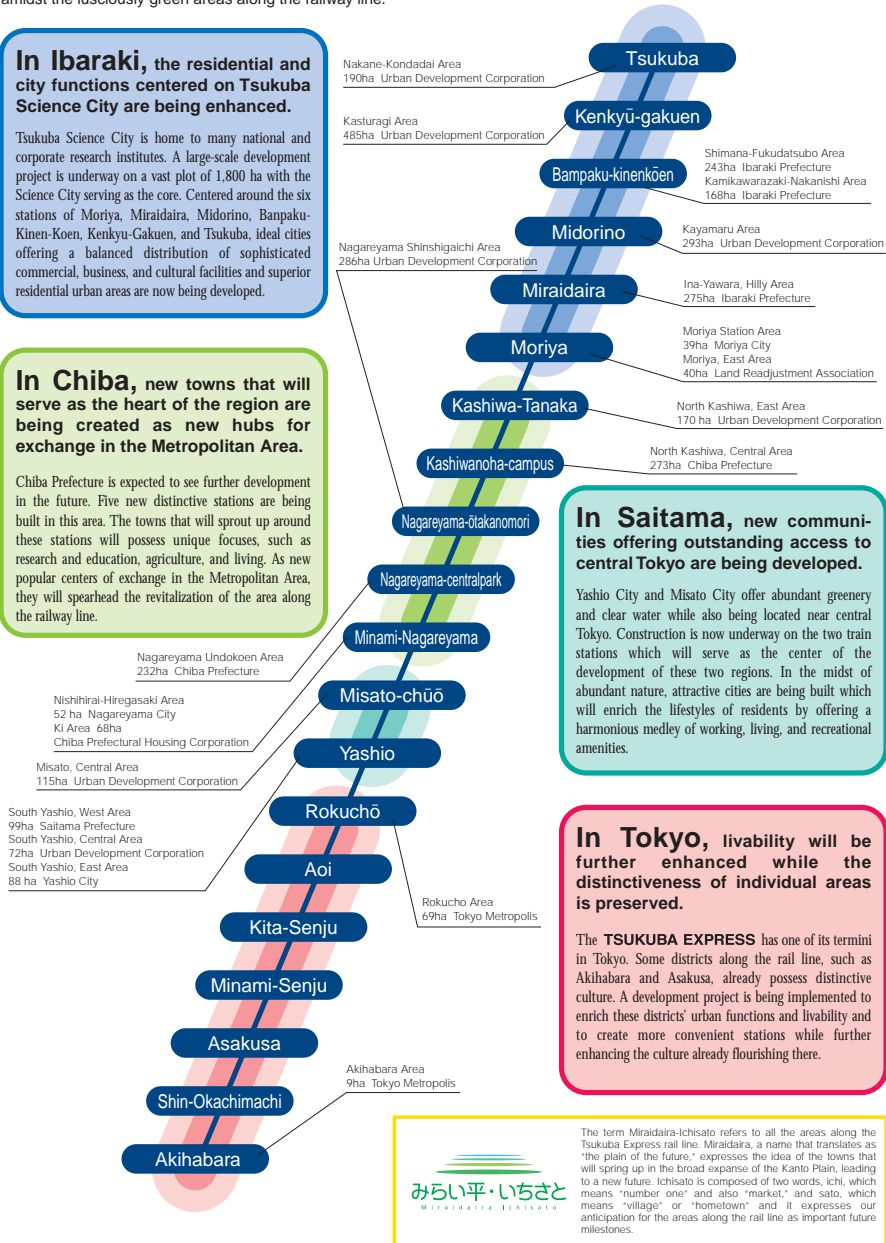 amidst the lusciously green areas along the railway line.
In Ibaraki, the residential and
city functions centered on Tsukuba
Science City are being enhanced.
Tsukuba Science City is home to many national and
corporate research institutes. A large-scale development
project is underway on a vast plot of 1,800 ha with the
Science City serving as the core. Centered around the six
stations of Moriya, Miraidaira, Midorino, Banpaku-
Kinen-Koen, Kenkyu-Gakuen, and Tsukuba, ideal cities
offering a balanced distribution of sophisticated
commercial, business, and cultural facilities and superior
residential urban areas are now being developed.
In Chiba, new towns that will
serve as the heart of the region are
being created as new hubs for
exchange in the Metropolitan Area.
Chiba Prefecture is expected to see further development
in the future. Five new distinctive stations are being
built in this area. The towns that will sprout up around
these stations will possess unique focuses, such as
research and education, agriculture, and living. As new
popular centers of exchange in the Metropolitan Area,
they will spearhead the revitalization of the area along
the railway line.
Nakane-Kondadai Area
190ha Urban Development Corporation
Kasturagi Area
485ha Urban Development Corporation
Nagareyama Shinshigaichi Area
286ha Urban Development Corporation
Tsukuba
Kenkyū-gakuen
Bampaku-kinenkōen
Midorino
Miraidaira
Moriya
Kashiwa-Tanaka
Kashiwanoha-campus
Nagareyama-ōtakanomori
Nagareyama-centralpark
Minami-Nagareyama
Misato-chūō
Yashio
Rokuchō
Aoi
Kita-Senju
Minami-Senju
Asakusa
Shin-Okachimachi
Akihabara
Shimana-Fukudatsubo Area
243ha Ibaraki Prefecture
Kamikawarazaki-Nakanishi Area
168ha Ibaraki Prefecture
Kayamaru Area
293ha Urban Development Corporation
Ina-Yawara, Hilly Area
275ha Ibaraki Prefecture
Moriya Station Area
39ha Moriya City
Moriya, East Area
40ha Land Readjustment Association
North Kashiwa, East Area
170 ha Urban Development Corporation
North Kashiwa, Central Area
273ha Chiba Prefecture
Nagareyama Undokoen Area
232ha Chiba Prefecture
Nishihirai-Hiregasaki Area
52 ha Nagareyama City
Ki Area 68ha
Chiba Prefectural Housing Corporation
Misato, Central Area
115ha Urban Development Corporation
South Yashio, West Area
99ha Saitama Prefecture
South Yashio, Central Area
72ha Urban Development Corporation
South Yashio, East Area
88 ha Yashio City
Rokucho Area
69ha Tokyo Metropolis
Akihabara Area
9ha Tokyo Metropolis
In Saitama, new communi-
ties offering outstanding access to
central Tokyo are being developed.
Yashio City and Misato City offer abundant greenery
and clear water while also being located near central
Tokyo. Construction is now underway on the two train
stations which will serve as the center of the
development of these two regions. In the midst of
abundant nature, attractive cities are being built which
will enrich the lifestyles of residents by offering a
harmonious medley of working, living, and recreational
amenities.
In Tokyo, livability will be
further enhanced while the
distinctiveness of individual areas
is preserved.
The TSUKUBA EXPRESS has one of its termini
in Tokyo. Some districts along the rail line, such as
Akihabara and Asakusa, already possess distinctive
culture. A development project is being implemented to
enrich these districts' urban functions and livability and
to create more convenient stations while further
enhancing the culture already flourishing there.
みらい平・いちさと
Miraidaira Ichisato
The term Miraidaira-Ichisato refers to all the areas along the
Tsukuba Express rail line. Miraidaira, a name that translates as
"the plain of the future," expresses the idea of the towns that
will spring up in the broad expanse of the Kanto Plain, leading
to a new future. Ichisato is composed of two words, ichi, which
means "number one" and also "market," and sato, which
means "village" or "hometown" and it expresses our
anticipation for the areas along the rail line as important future
milestones.